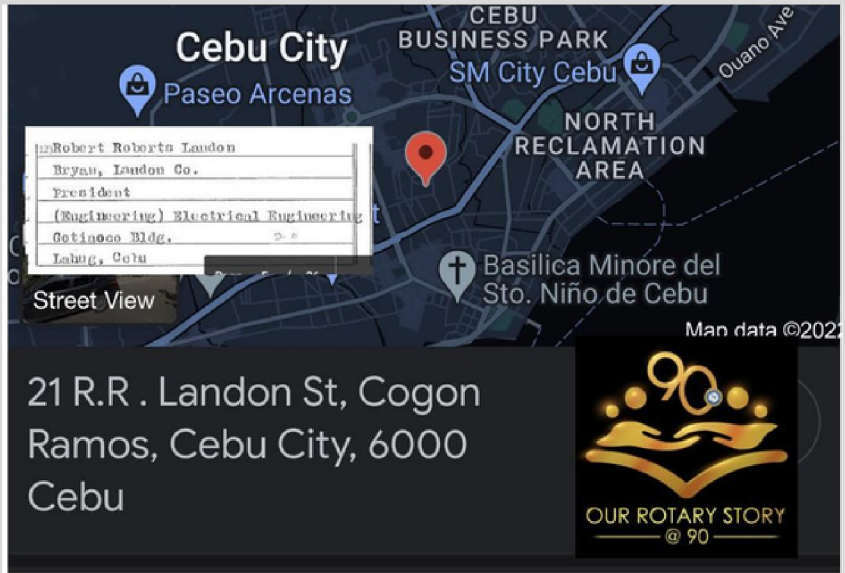 CEBU
BUSINESS PARK
Cebu City
SM City Cebu
Ouano Ave
Paseo Arcenas
NORTH
RECLAMATION
AREA
(12)Robert Roberts Landon
Bryan, Landon Co.
President
(Engineering) Electrical Engineering
Gotiaoco Bldg.
Lahug, Cebu
Basilica Minore del
Sto. Niño de Cebu
Street View
Map data ©2022
21 R.R . Landon St, Cogon
Ramos, Cebu City, 6000
Cebu
90
OUR ROTARY STORY
@ 90